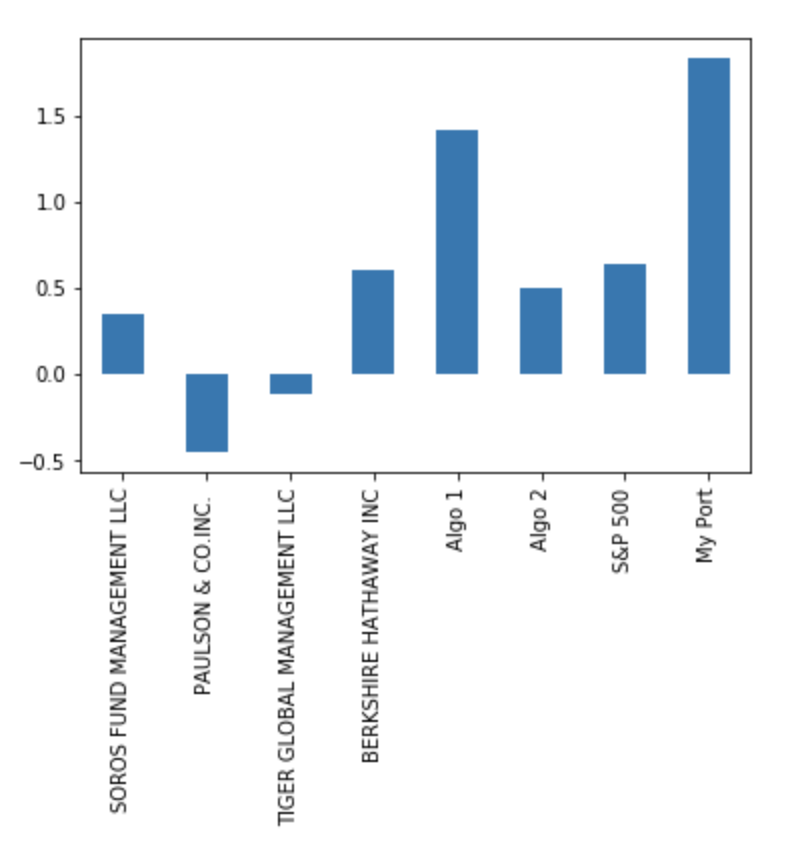 1.5
1.0
0.5
0.0
−0.5
SOROS FUND MANAGEMENT LLC
PAULSON & CO.INC.
TIGER GLOBAL MANAGEMENT LLC
BERKSHIRE HATHAWAY INC
Algo 1
Algo 2
S&P 500
My Port